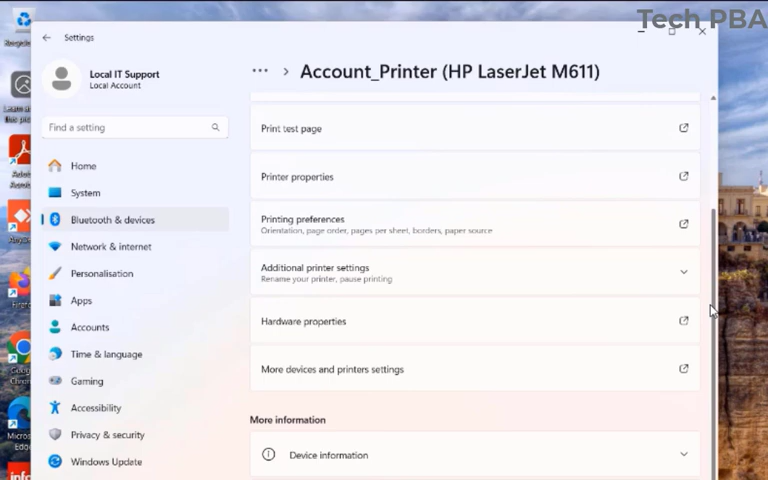 Tech PBA
Settings
Local IT Support
Local Account
Find a setting
Home
System
Bluetooth & devices
Network & internet
Personalisation
Apps
Accounts
Time & language
Gaming
Accessibility
Privacy & security
Windows Update
... > Account_Printer (HP LaserJet M611)
Print test page
Printer properties
Printing preferences
Orientation, page order, pages per sheet, borders, paper source
Additional printer settings
Rename your printer, pause printing
Hardware properties
More devices and printers settings
More information
Device information